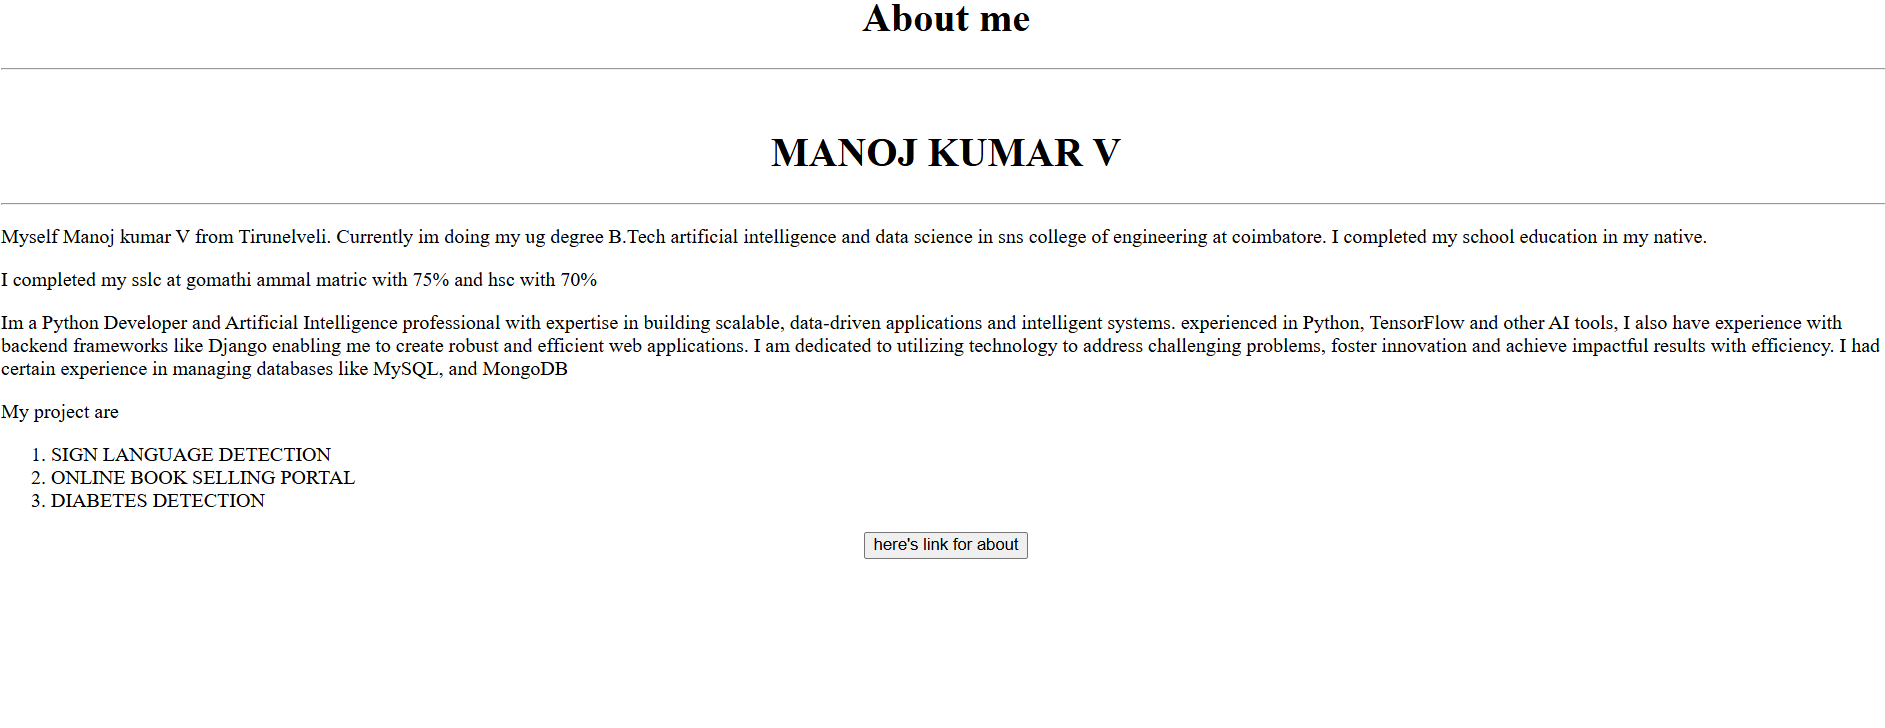 About me
MANOJ KUMAR V
Myself Manoj kumar V from Tirunelveli. Currently im doing my ug degree B.Tech artificial intelligence and data science in sns college of engineering at coimbatore. I completed my school education in my native.
I completed my sslc at gomathi ammal matric with 75% and hsc with 70%
Im a Python Developer and Artificial Intelligence professional with expertise in building scalable, data-driven applications and intelligent systems. experienced in Python, TensorFlow and other AI tools, I also have experience with
backend frameworks like Django enabling me to create robust and efficient web applications. I am dedicated to utilizing technology to address challenging problems, foster innovation and achieve impactful results with efficiency. I had
certain experience in managing databases like MySQL, and MongoDB
My project are
1. SIGN LANGUAGE DETECTION
2. ONLINE BOOK SELLING PORTAL
3. DIABETES DETECTION
here's link for about